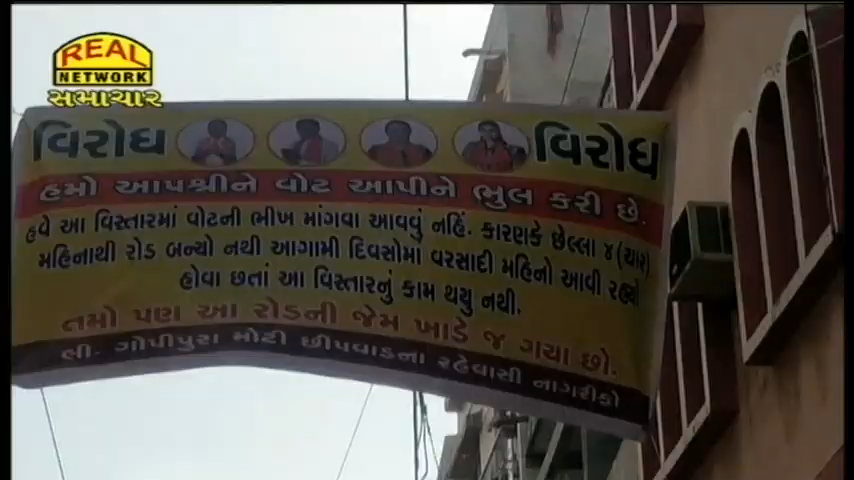 REAL
NETWORK
સમાચાર
વિરોધ વિરોધ
હમો આપશ્રીને વોટ આપીને ભુલ કરી છે.
હવે આ વિસ્તારમાં વોટની ભીખ માંગવા આવવું નહિં. કારણકે છેલ્લા ૪ (ચાર)
મહિનાથી રોડ બન્યો નથી આગામી દિવસોમાં વરસાદી મહિનો આવી રહ્યો
હોવા છતાં આ વિસ્તારનું કામ થયુ નથી.
તમો પણ આ રોડની જેમ ખાડે જ ગયા છો.
લી. ગોપીપુરા મોટી છીપવાડના રહેવાસી નાગરીકો